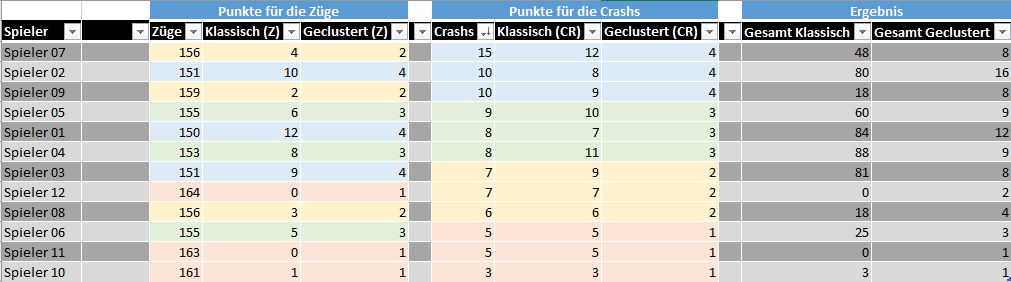 Punkte für die Züge Punkte für die Crashs Ergebnis
Spieler Züge Klassisch (Z) Geclustert (Z) Crashs Klassisch (CR) Geclustert (CR) Gesamt Klassisch Gesamt Geclustert
Spieler 07 156 4 2 15 12 4 48 8
Spieler 02 151 10 4 10 8 4 80 16
Spieler 09 159 2 2 10 9 4 18 8
Spieler 05 155 6 3 9 10 3 60 9
Spieler 01 150 12 4 8 7 3 84 12
Spieler 04 153 8 3 8 11 3 88 9
Spieler 03 151 9 4 7 9 2 81 8
Spieler 12 164 0 1 7 7 2 0 2
Spieler 08 156 3 2 6 6 2 18 4
Spieler 06 155 5 3 5 5 1 25 3
Spieler 11 163 0 1 5 5 1 0 1
Spieler 10 161 1 1 3 3 1 3 1